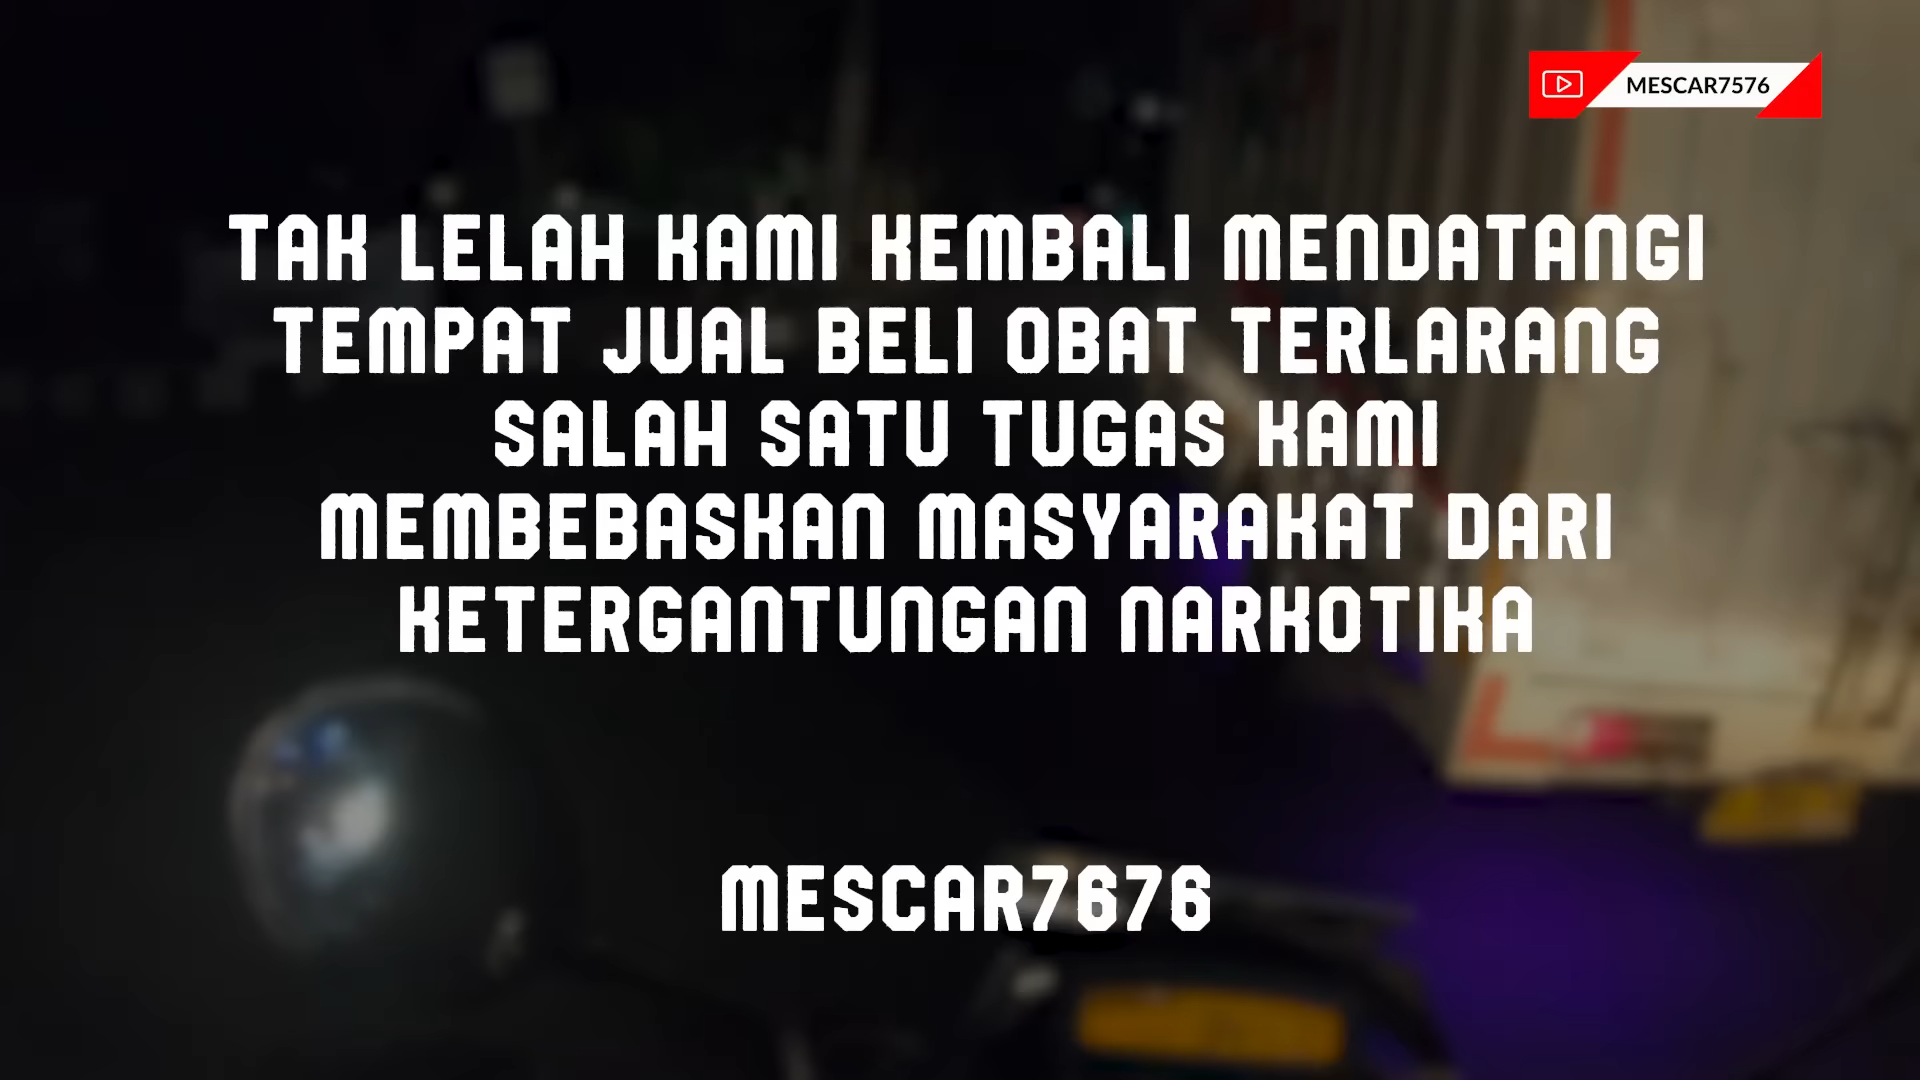 MESCAR7576
TAK LELAH KAMI KEMBALI MENDATANGI
TEMPAT JUAL BELI OBAT TERLARANG
SALAH SATU TUGAS KAMI
MEMBEBASKAN MASYARAKAT DARI
KETERGANTUNGAN NARKOTIKA
MESCAR7676